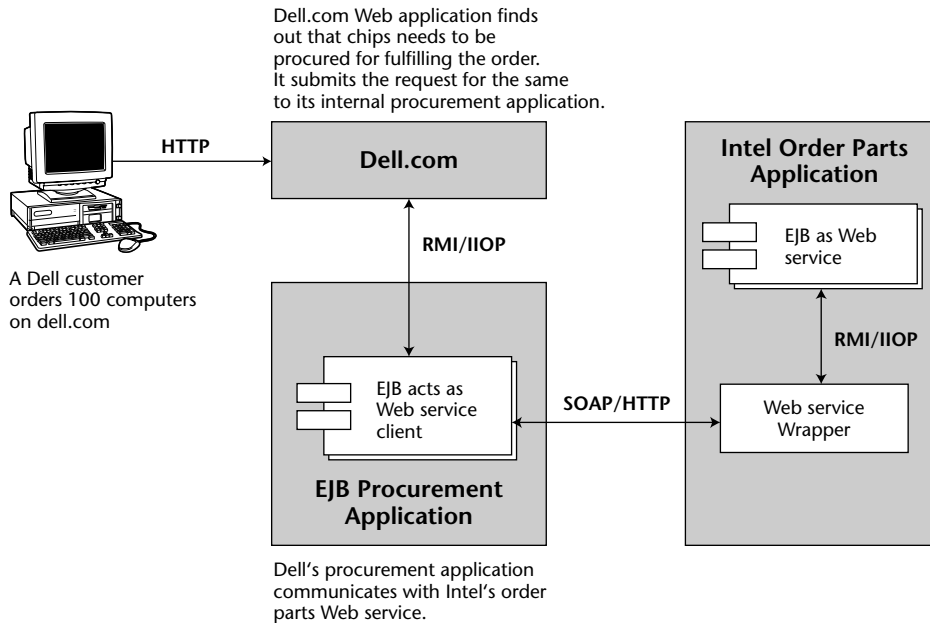 Dell.com Web application finds
out that chips needs to be
procured for fulfilling the order.
It submits the request for the same
to its internal procurement application.
HTTP
Dell.com
Intel Order Parts
Application
EJB as Web
service
A Dell customer
orders 100 computers
on dell.com
RMI/IIOP
RMI/IIOP
EJB acts as
Web service
client
SOAP/HTTP
Web service
Wrapper
EJB Procurement
Application
Dell‘s procurement application
communicates with Intel‘s order
parts Web service.